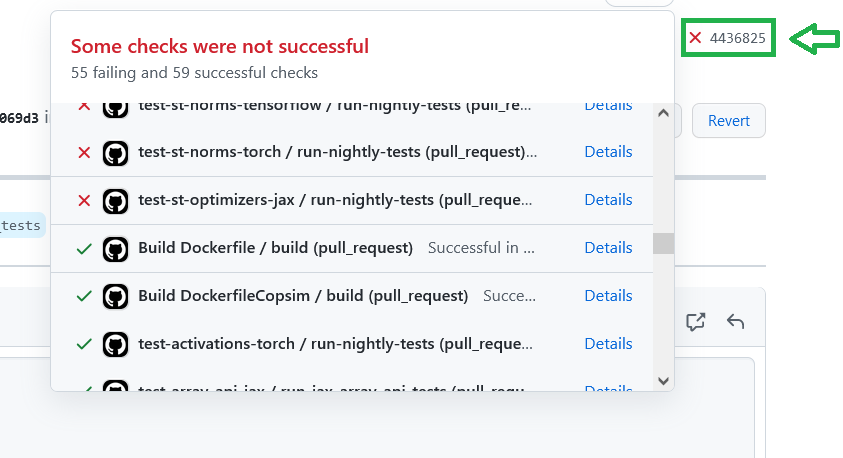 Some checks were not successful
55 failing and 59 successful checks
4436825
069d3
test-st-norms-tensorflow / run-nightly-tests (pull_re... Details
Revert
test-st-norms-torch / run-nightly-tests (pull_request)... Details
test-st-optimizers-jax / run-nightly-tests (pull_reque... Details
_tests
Build Dockerfile / build (pull_request) Successful in ... Details
Build DockerfileCopsim / build (pull_request) Succe... Details
test-activations-torch / run-nightly-tests (pull_reque... Details
test-array-api-jax / run-jax-array-api-tests (pull_requ... Details